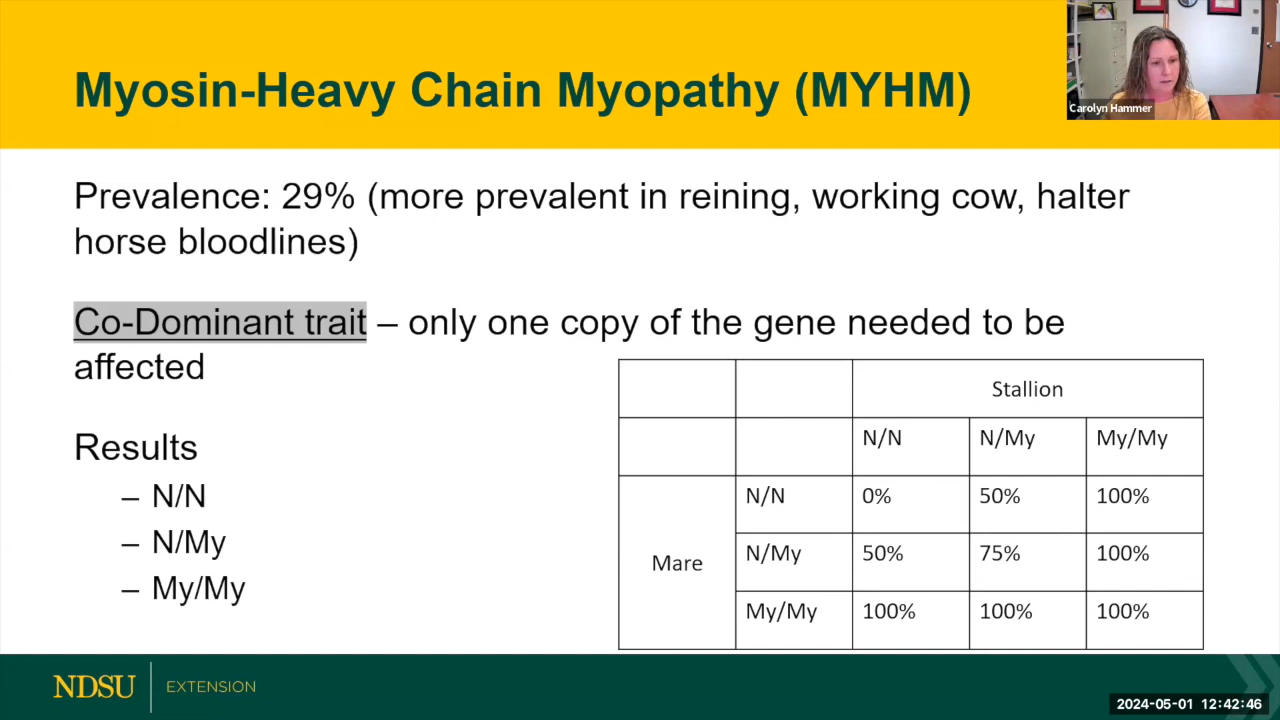 Myosin-Heavy Chain Myopathy (MYHM)
Carolyn Hammer
Prevalence: 29% (more prevalent in reining, working cow, halter
horse bloodlines)
Co-Dominant trait – only one copy of the gene needed to be
affected
Results
– N/N
– N/My
– My/My
Stallion
N/N N/My My/My
N/N 0% 50% 100%
Mare N/My 50% 75% 100%
My/My 100% 100% 100%
NDSU EXTENSION
2024-05-01 12:42:46